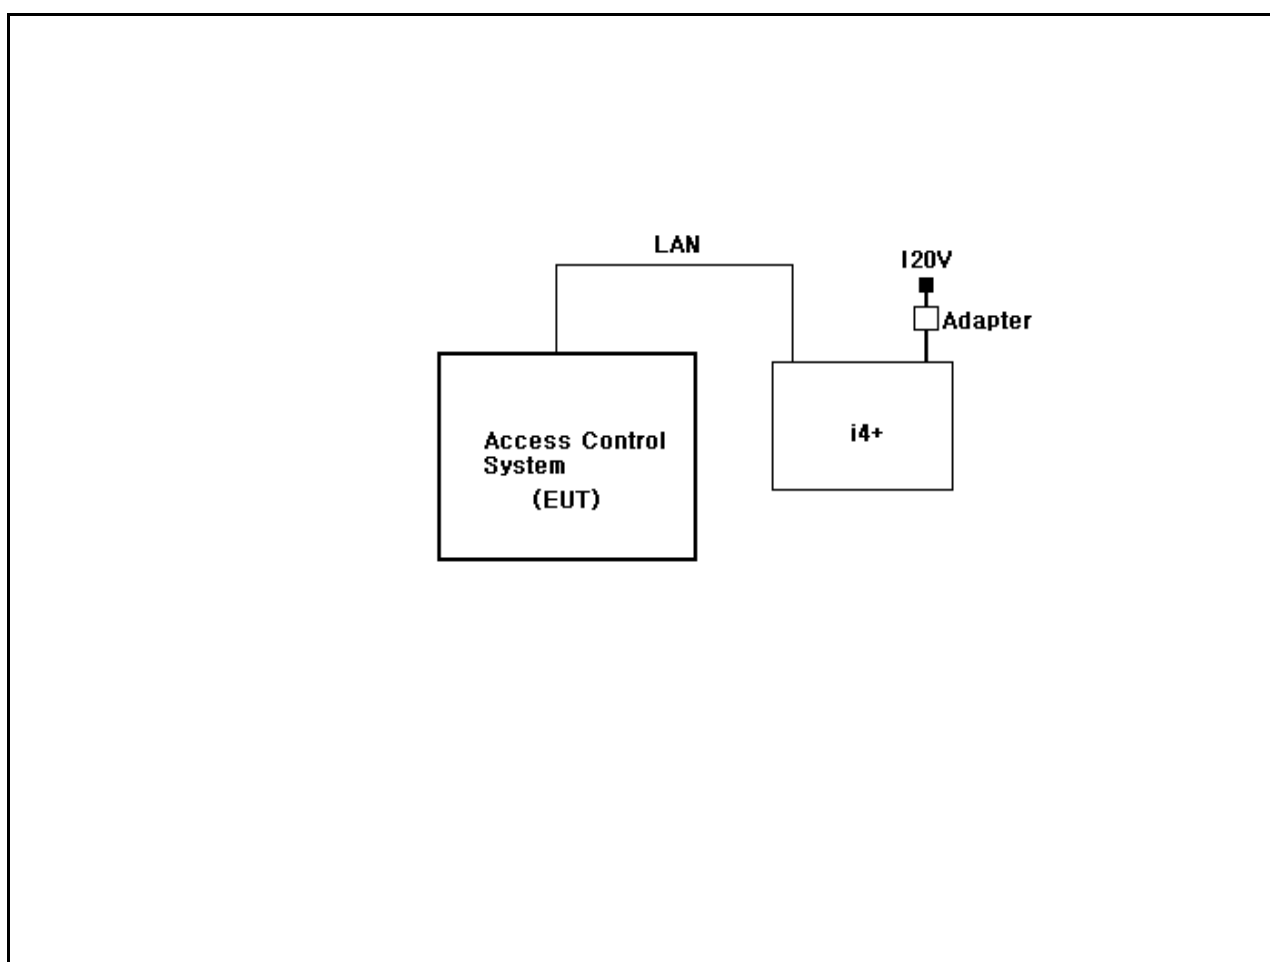 LAN
120V
Adapter
i4+
Access Control
System
(EUT)